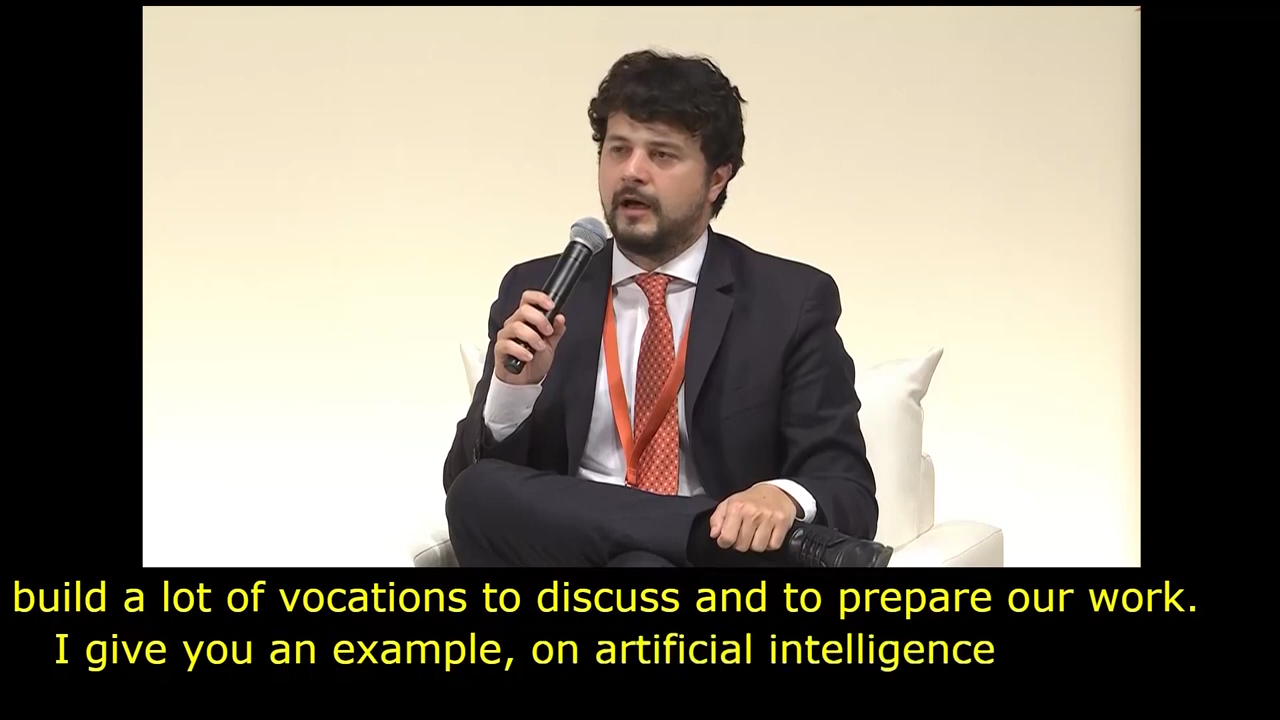 build a lot of vocations to discuss and to prepare our work.
I give you an example, on artificial intelligence